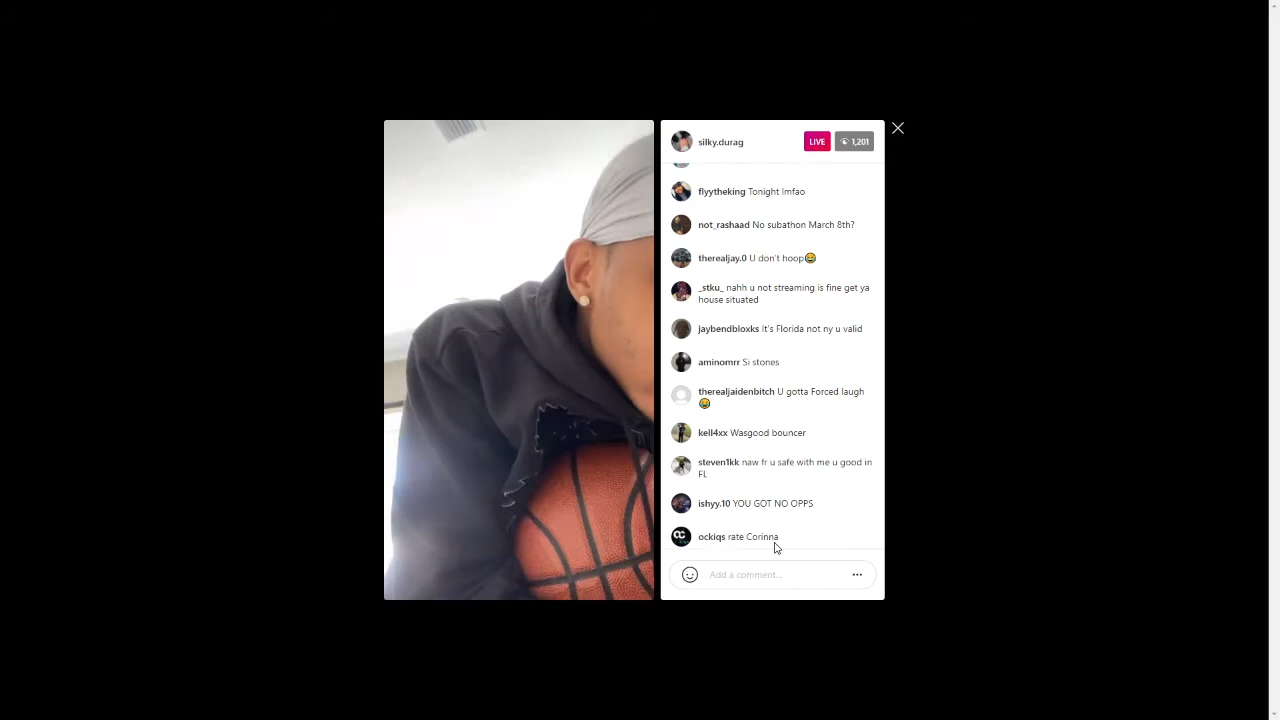 silky.durag LIVE 1,201
flyytheking Tonight lmfao
not_rashaad No subathon March 8th?
therealjay.0 U don't hoop😂
_stku_ nahh u not streaming is fine get ya
house situated
jaybendbloxks It's Florida not ny u valid
aminomrr Si stones
therealjaidenbitch U gotta Forced laugh
😂
kell4xx Wasgood bouncer
steven1kk naw fr u safe with me u good in
FL
ishyy.10 YOU GOT NO OPPS
ockiqs rate Corinna
Add a comment...